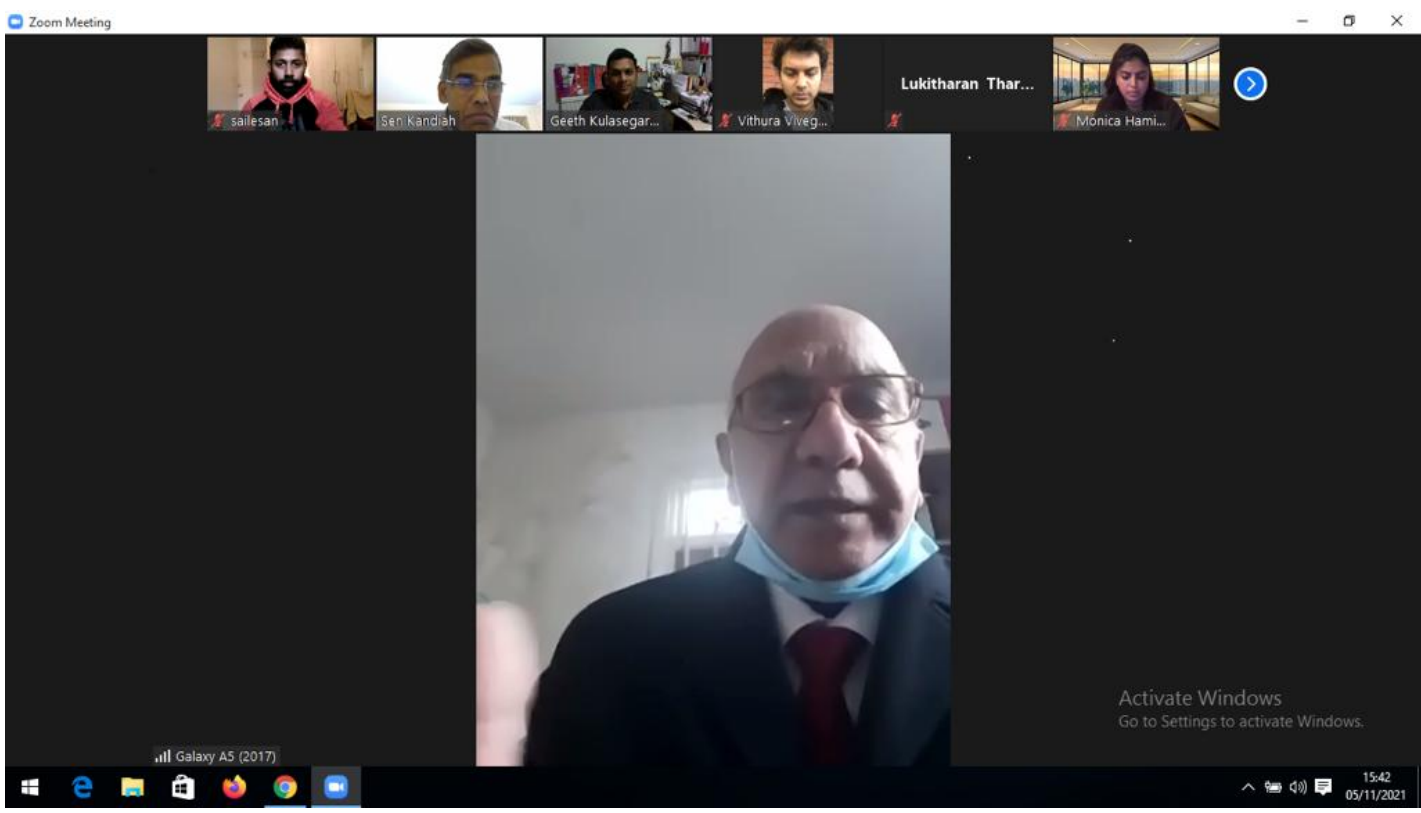 Zoom Meeting
sailesan
Sen Kandiah
Geeth Kulasegar...
Vithura Viveg...
Lukitharan Thar...
Monica Hami...
Activate Windows
Go to Settings to activate Windows.
Galaxy A5 (2017)
15:42
05/11/2021